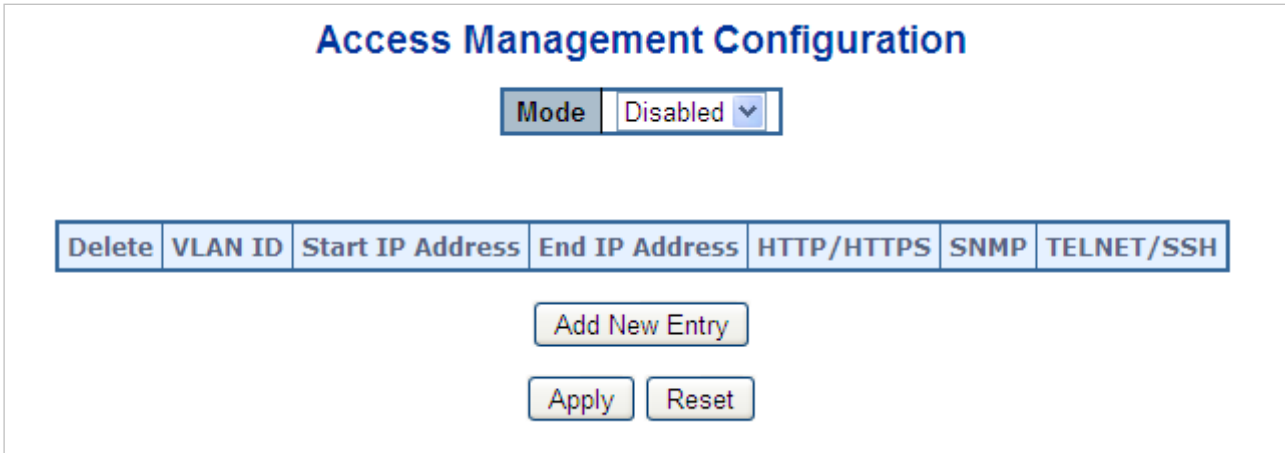 Access Management Configuration
Mode Disabled
Delete VLAN ID Start IP Address End IP Address HTTP/HTTPS SNMP TELNET/SSH
Add New Entry
Apply Reset